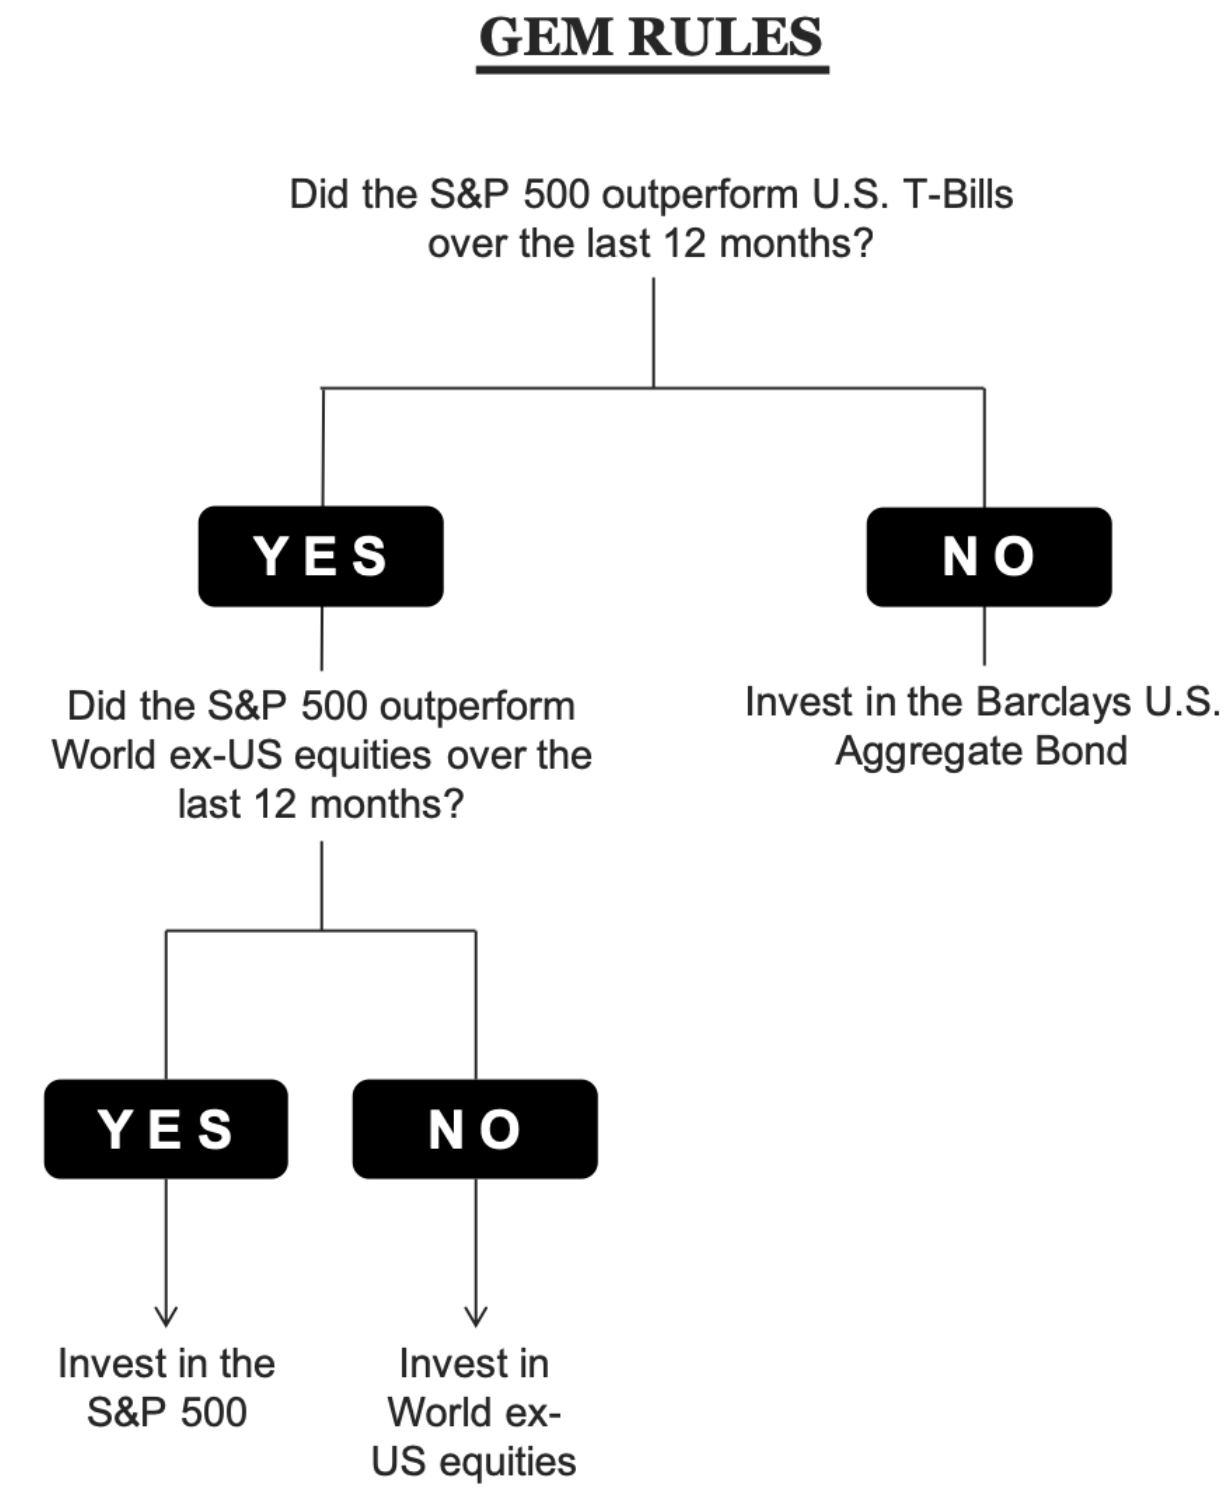 GEM RULES
Did the S&P 500 outperform U.S. T-Bills
over the last 12 months?
YES
NO
Did the S&P 500 outperform
World ex-US equities over the
last 12 months?
Invest in the Barclays U.S.
Aggregate Bond
YES
NO
Invest in the
S&P 500
Invest in
World ex-
US equities